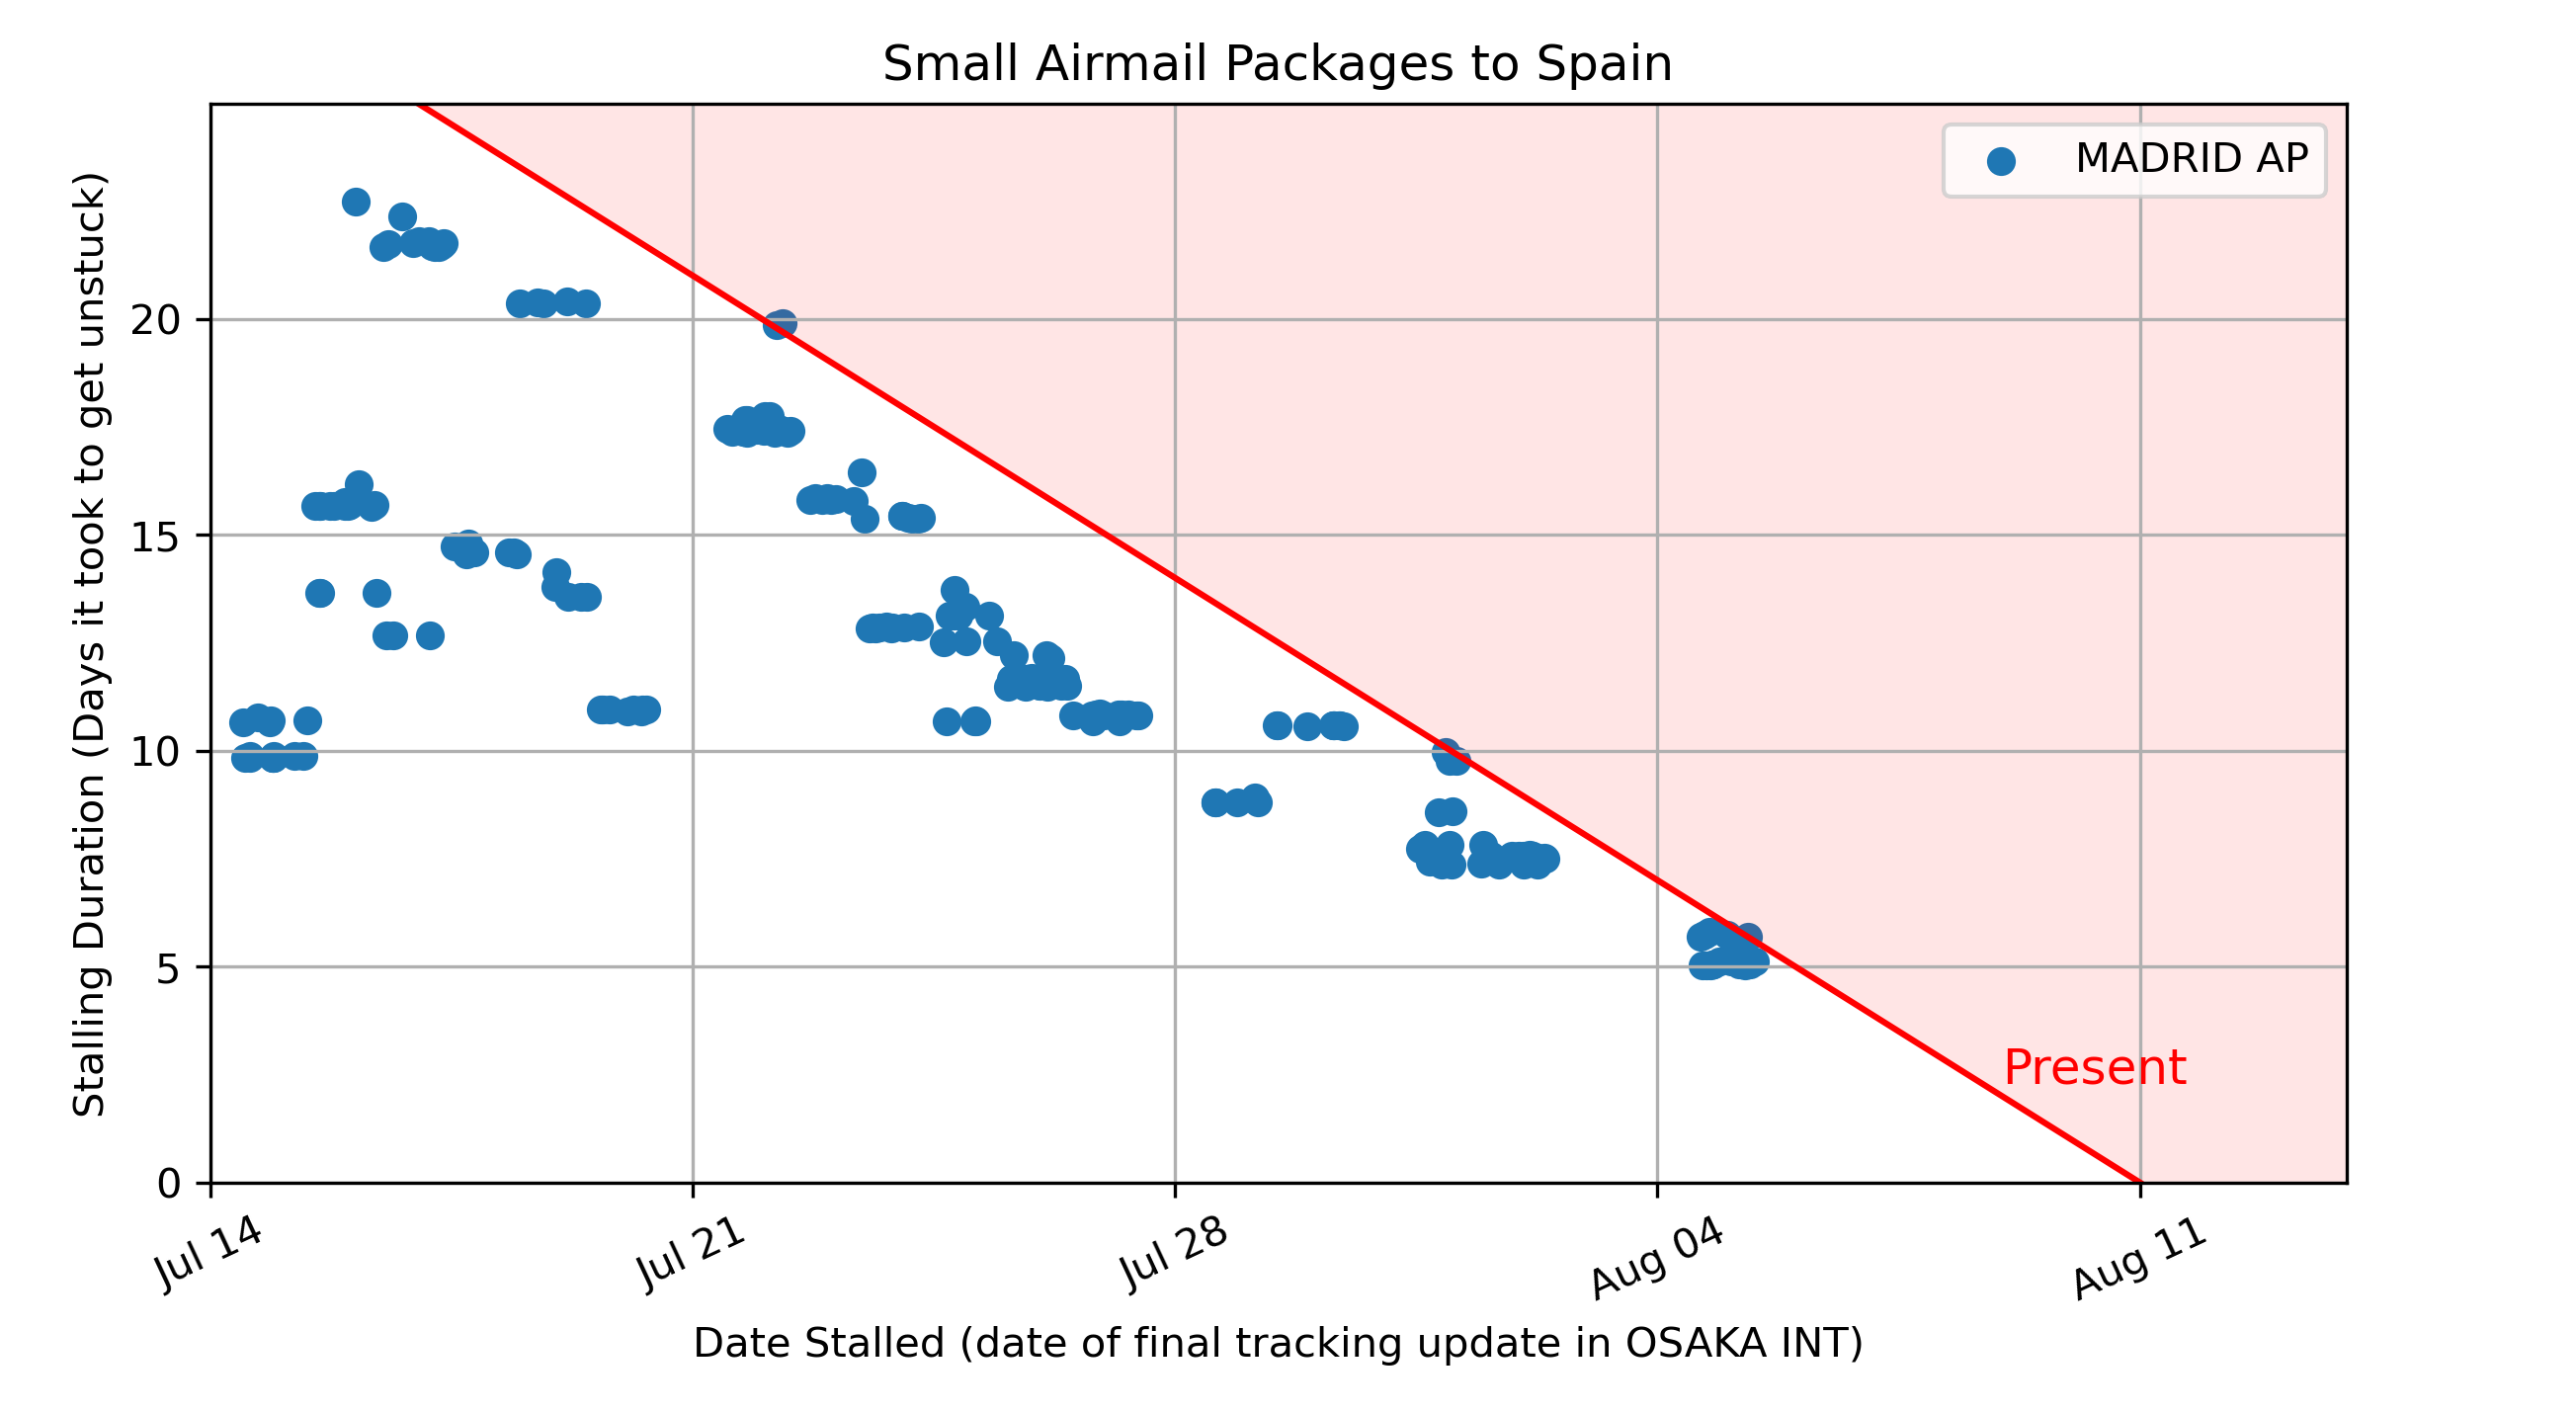 Small Airmail Packages to Spain
MADRID AP
Stalling Duration (Days it took to get unstuck)
20
15
10
5
0
Present
Jul 14
Jul 21
Jul 28
Aug 04
Aug 11
Date Stalled (date of final tracking update in OSAKA INT)